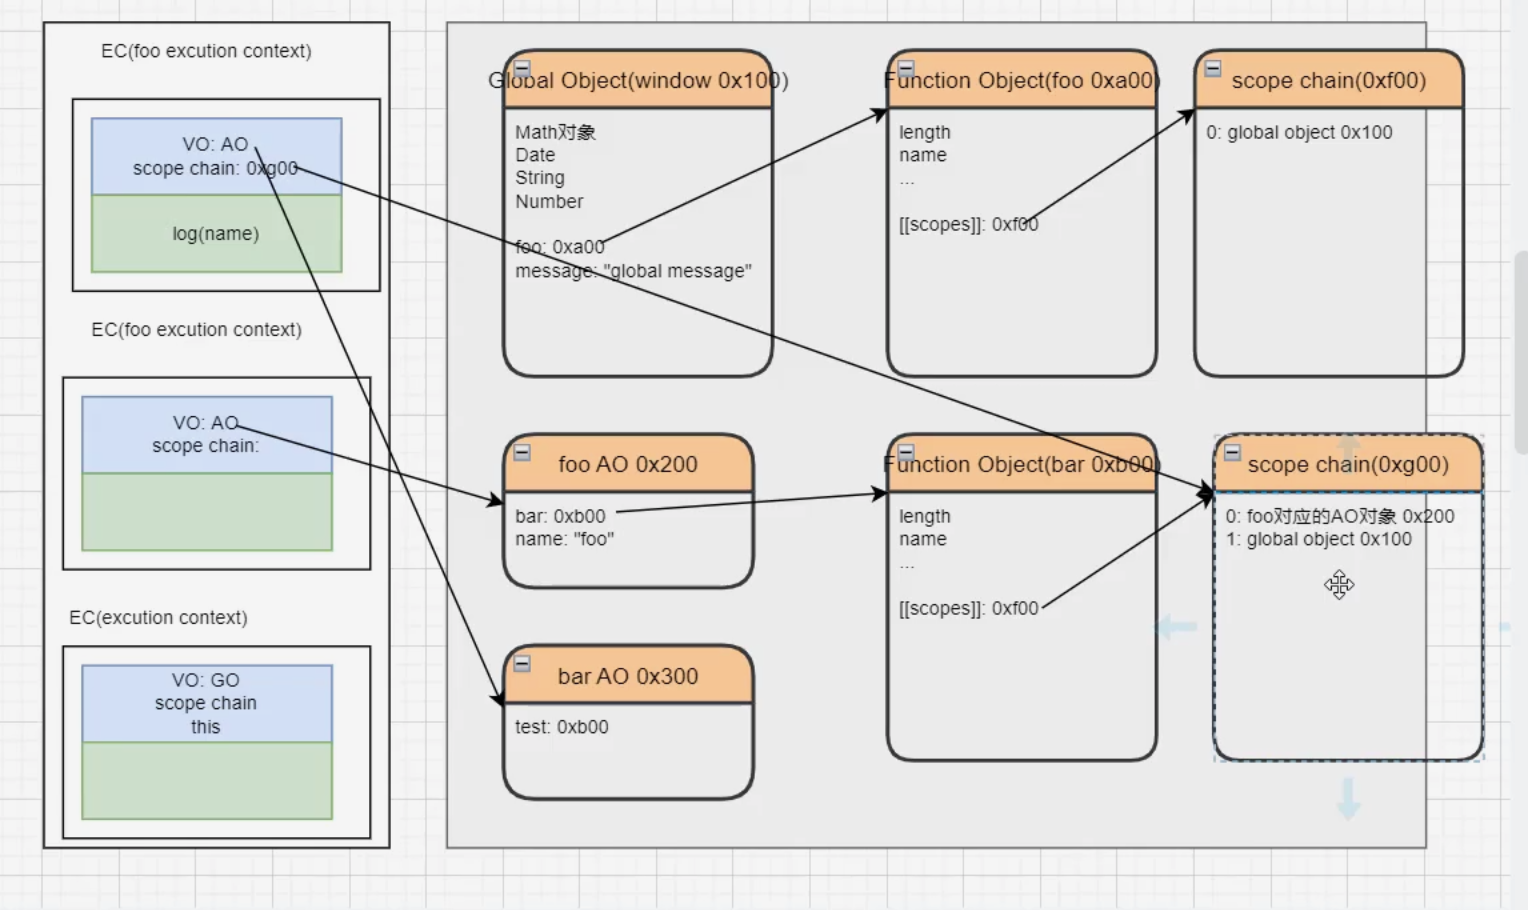 EC(foo excution context)
VO: AO
scope chain: 0xg00
log(name)
EC(foo excution context)
VO: AO
scope chain:
EC(excution context)
VO: GO
scope chain
this
Global Object(window 0x100)
Math对象
Date
String
Number
foo: 0xa00
message: "global message"
Function Object(foo 0xa00)
length
name
...
[[scopes]]: 0xf00
scope chain(0xf00)
0: global object 0x100
foo AO 0x200
bar: 0xb00
name: "foo"
Function Object(bar 0xb00)
length
name
...
[[scopes]]: 0xf00
scope chain(0xg00)
0: foo对应的AO对象 0x200
1: global object 0x100
bar AO 0x300
test: 0xb00